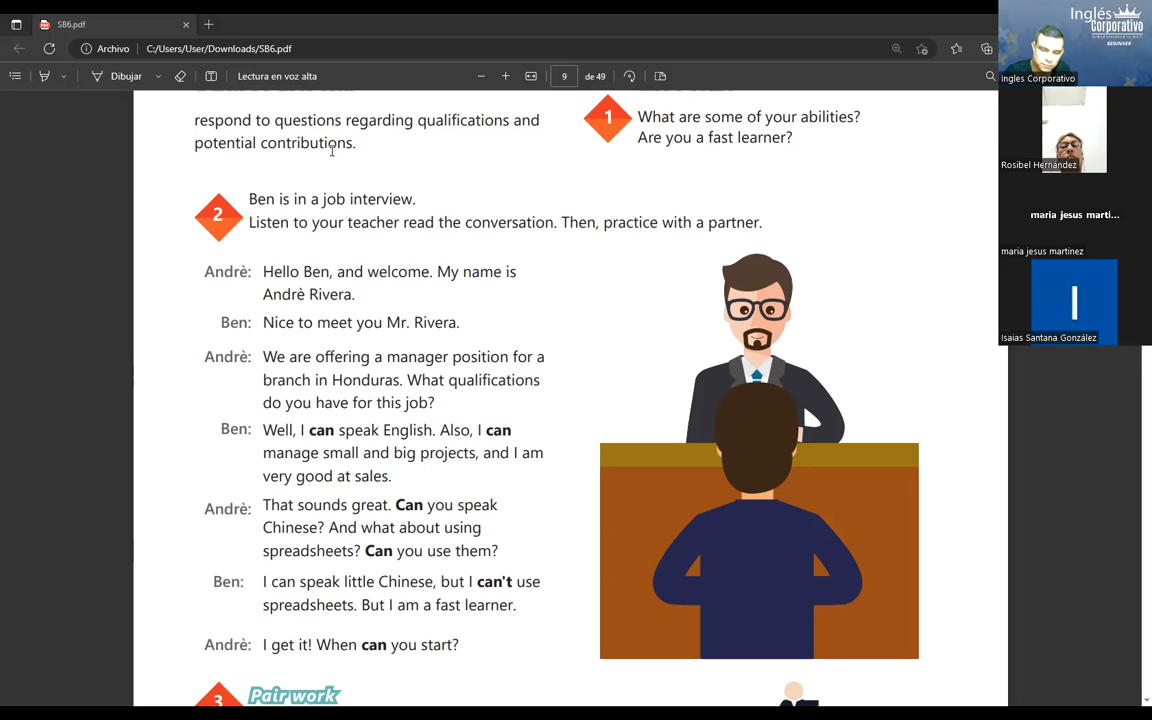 SB6.pdf
Archivo
C:/Users/User/Downloads/SB6.pdf
Dibujar
Lectura en voz alta
9
de 49
respond to questions regarding qualifications and
potential contributions.
1
What are some of your abilities?
Are you a fast learner?
2
Ben is in a job interview.
Listen to your teacher read the conversation. Then, practice with a partner.
Andrè: Hello Ben, and welcome. My name is
Andrè Rivera.
Ben: Nice to meet you Mr. Rivera.
Andrè: We are offering a manager position for a
branch in Honduras. What qualifications
do you have for this job?
Ben: Well, I can speak English. Also, I can
manage small and big projects, and I am
very good at sales.
Andrè: That sounds great. Can you speak
Chinese? And what about using
spreadsheets? Can you use them?
Ben: I can speak little Chinese, but I can't use
spreadsheets. But I am a fast learner.
Andrè: I get it! When can you start?
3
Pair work
Inglés
Corporativo
BEGINNER
Ingles Corporativo
Rosibel Hernández
maria jesus marti...
maria jesus martinez
I
Isaias Santana González